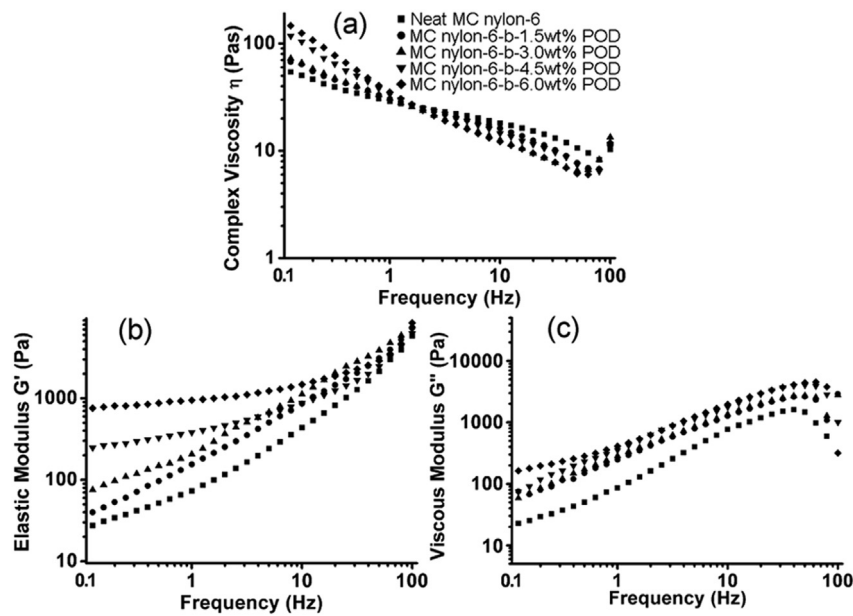 (a)
Neat MC nylon-6
MC nylon-6-b-1.5wt% POD
MC nylon-6-b-3.0wt% POD
MC nylon-6-b-4.5wt% POD
MC nylon-6-b-6.0wt% POD
Complex Viscosity η (Pas)
100
10
1
0.1 1 10 100
Frequency (Hz)
(b)
Elastic Modulus G' (Pa)
1000
100
10
0.1 1 10 100
Frequency (Hz)
(c)
Viscous Modulus G'' (Pa)
10000
1000
100
10
0.1 1 10 100
Frequency (Hz)